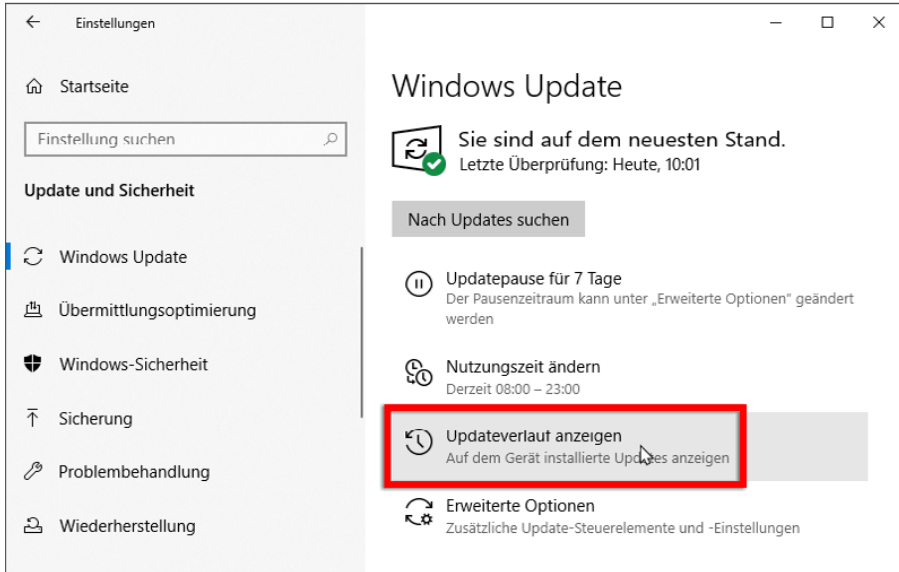 Einstellungen
Startseite
Einstellung suchen
Update und Sicherheit
Windows Update
Übermittlungsoptimierung
Windows-Sicherheit
Sicherung
Problembehandlung
Wiederherstellung
Windows Update
Sie sind auf dem neuesten Stand.
Letzte Überprüfung: Heute, 10:01
Nach Updates suchen
Updatepause für 7 Tage
Der Pausenzeitraum kann unter „Erweiterte Optionen" geändert
werden
Nutzungszeit ändern
Derzeit 08:00 – 23:00
Updateverlauf anzeigen
Auf dem Gerät installierte Updates anzeigen
Erweiterte Optionen
Zusätzliche Update-Steuerelemente und -Einstellungen